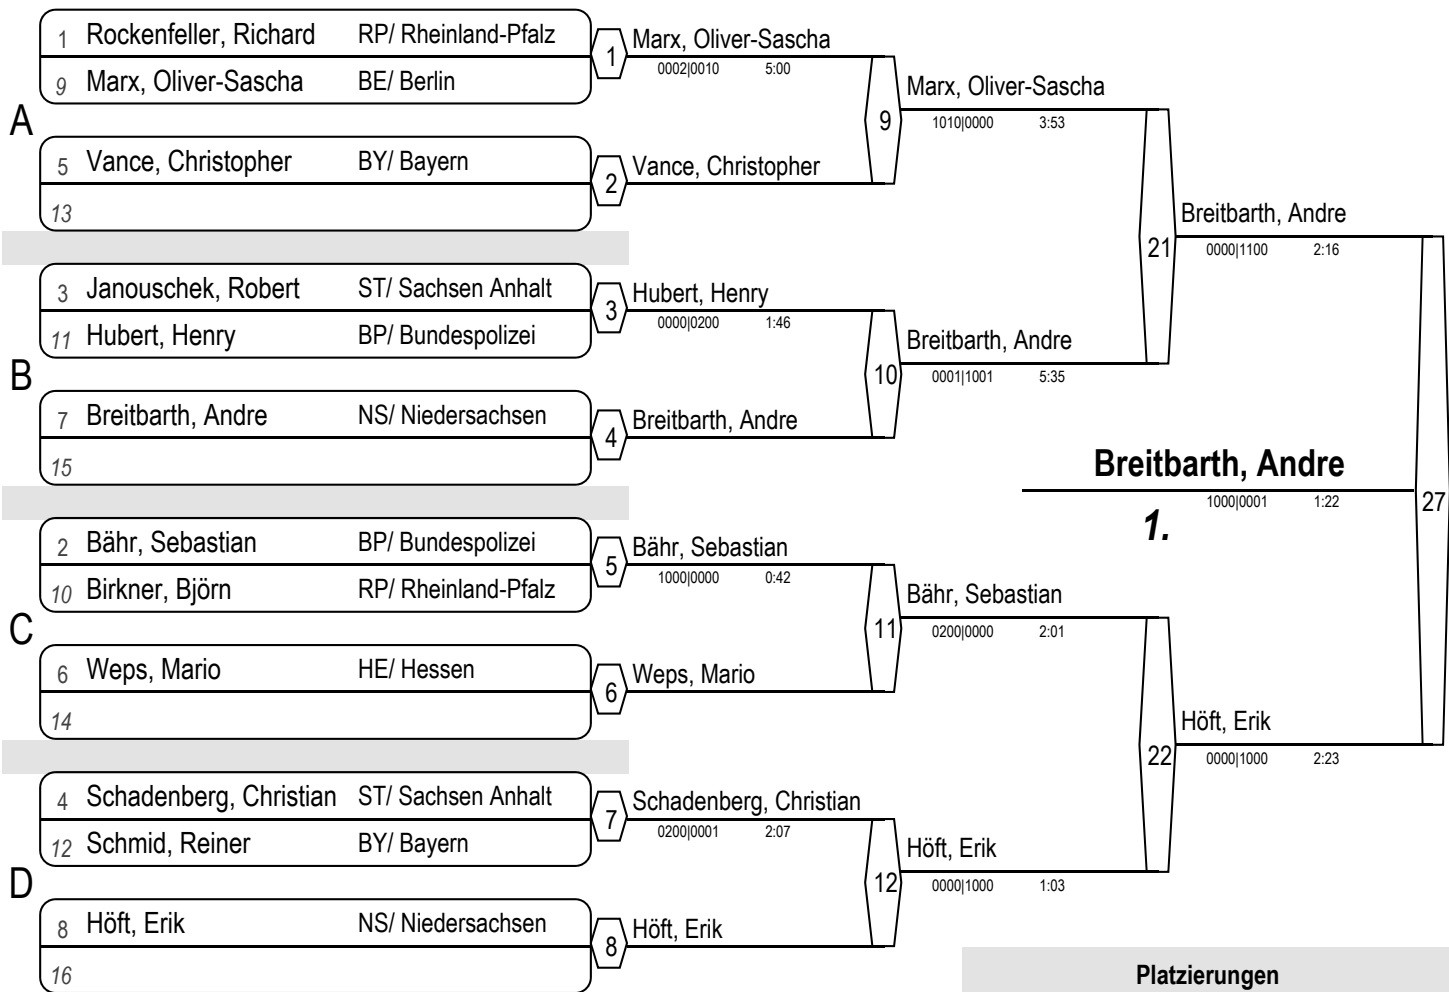 1 Rockenfeller, Richard RP/ Rheinland-Pfalz
9 Marx, Oliver-Sascha BE/ Berlin
A
5 Vance, Christopher BY/ Bayern
13
3 Janouschek, Robert ST/ Sachsen Anhalt
11 Hubert, Henry BP/ Bundespolizei
B
7 Breitbarth, Andre NS/ Niedersachsen
15
2 Bähr, Sebastian BP/ Bundespolizei
10 Birkner, Björn RP/ Rheinland-Pfalz
C
6 Weps, Mario HE/ Hessen
14
4 Schadenberg, Christian ST/ Sachsen Anhalt
12 Schmid, Reiner BY/ Bayern
D
8 Höft, Erik NS/ Niedersachsen
16
1 Marx, Oliver-Sascha
0002|0010 5:00
2 Vance, Christopher
3 Hubert, Henry
0000|0200 1:46
4 Breitbarth, Andre
5 Bähr, Sebastian
1000|0000 0:42
6 Weps, Mario
7 Schadenberg, Christian
0200|0001 2:07
8 Höft, Erik
9 Marx, Oliver-Sascha
1010|0000 3:53
10 Breitbarth, Andre
0001|1001 5:35
11 Bähr, Sebastian
0200|0000 2:01
12 Höft, Erik
0000|1000 1:03
21 Breitbarth, Andre
0000|1100 2:16
22 Höft, Erik
0000|1000 2:23
27 Breitbarth, Andre
1000|0001 1:22
1.
Platzierungen